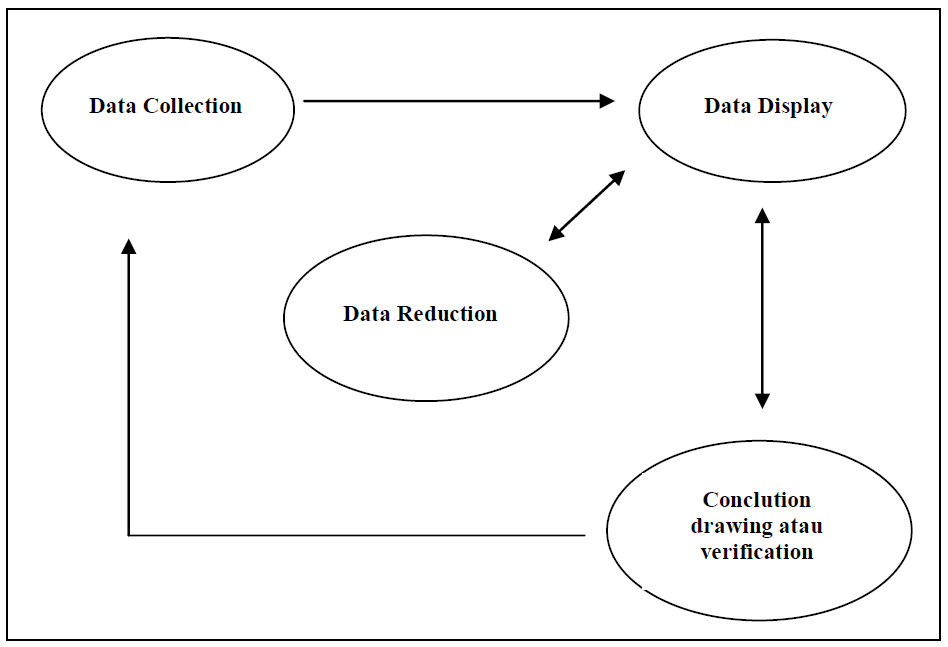 Data Collection
Data Display
Data Reduction
Conclution
drawing atau
verification